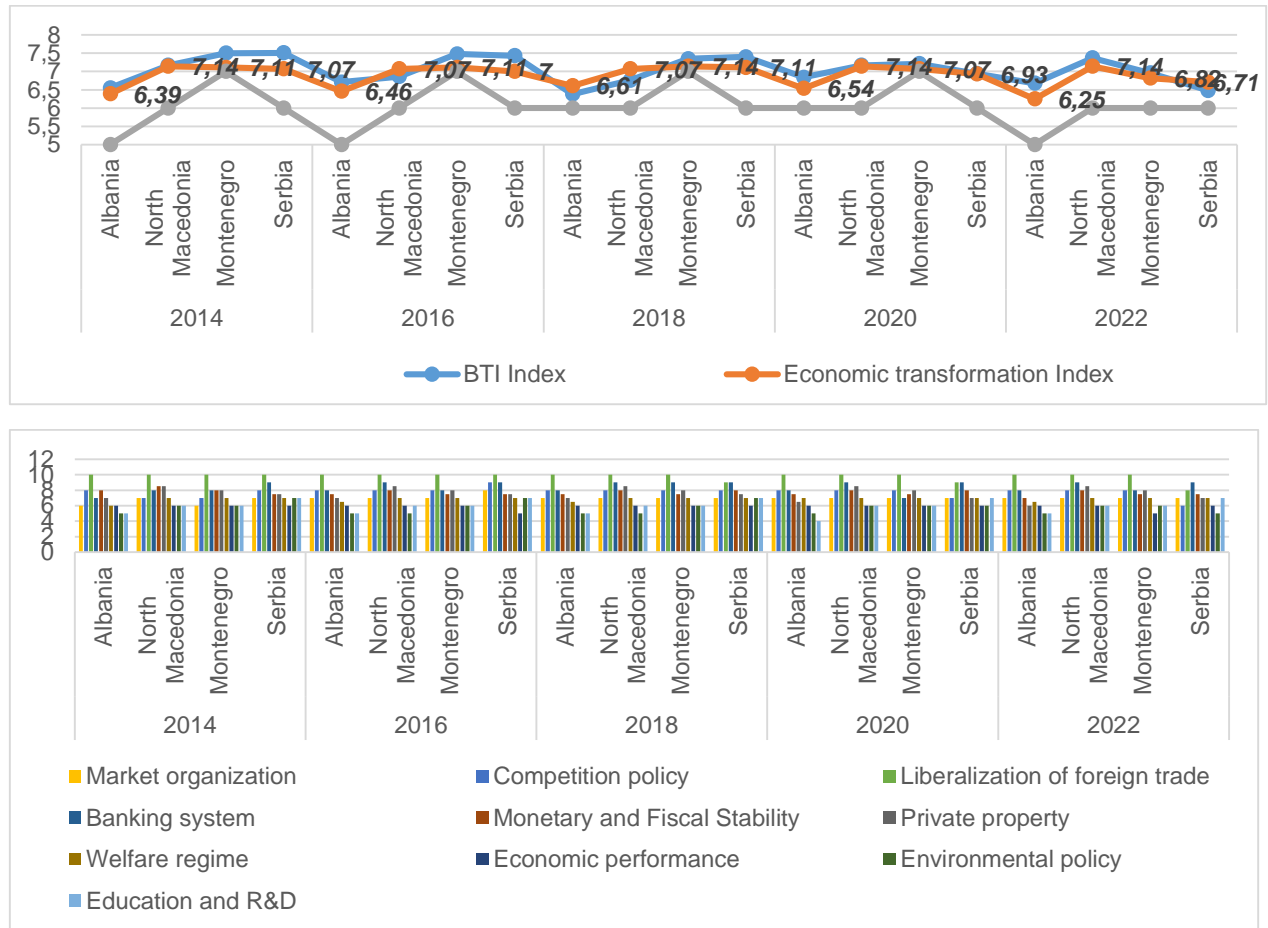 8
7,5
7
6,5
6
5,5
5
6,39 7,14 7,11 7,07 6,46 7,07 7,11 7 6,61 7,07 7,14 7,11 6,54 7,14 7,07 6,93 6,25 7,14 6,82 6,71
Albania North Macedonia Montenegro Serbia Albania North Macedonia Montenegro Serbia Albania North Macedonia Montenegro Serbia Albania North Macedonia Montenegro Serbia Albania North Macedonia Montenegro Serbia
2014 2016 2018 2020 2022
BTI Index Economic transformation Index
12
10
8
6
4
2
0
Albania North Macedonia Montenegro Serbia Albania North Macedonia Montenegro Serbia Albania North Macedonia Montenegro Serbia Albania North Macedonia Montenegro Serbia Albania North Macedonia Montenegro Serbia
2014 2016 2018 2020 2022
Market organization Competition policy Liberalization of foreign trade
Banking system Monetary and Fiscal Stability Private property
Welfare regime Economic performance Environmental policy
Education and R&D